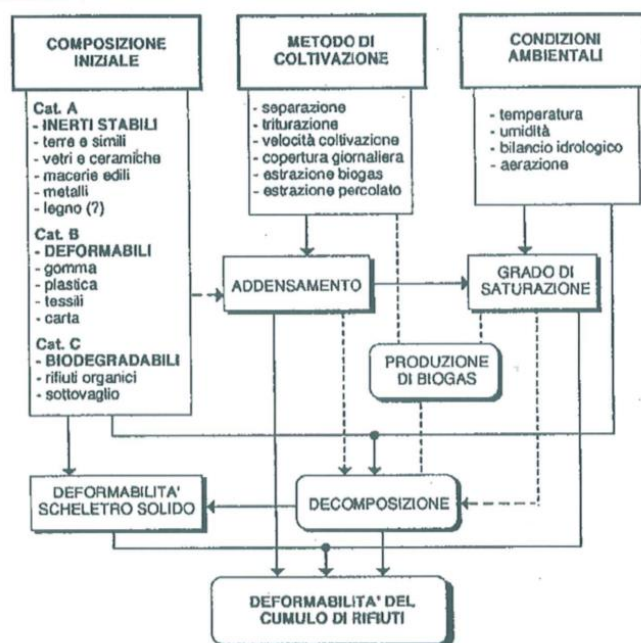 COMPOSIZIONE
INIZIALE
Cat. A
- INERTI STABILI
- terre e simili
- vetri e ceramiche
- macerie edili
- metalli
- legno (?)
Cat. B
- DEFORMABILI
- gomma
- plastica
- tessili
- carta
Cat. C
- BIODEGRADABILI
- rifiuti organici
- sottovaglio
METODO DI
COLTIVAZIONE
- separazione
- triturazione
- velocità coltivazione
- copertura giornaliera
- estrazione biogas
- estrazione percolato
CONDIZIONI
AMBIENTALI
- temperatura
- umidità
- bilancio idrologico
- aerazione
ADDENSAMENTO
GRADO DI
SATURAZIONE
PRODUZIONE
DI BIOGAS
DEFORMABILITA'
SCHELETRO SOLIDO
DECOMPOSIZIONE
DEFORMABILITA' DEL
CUMULO DI RIFIUTI